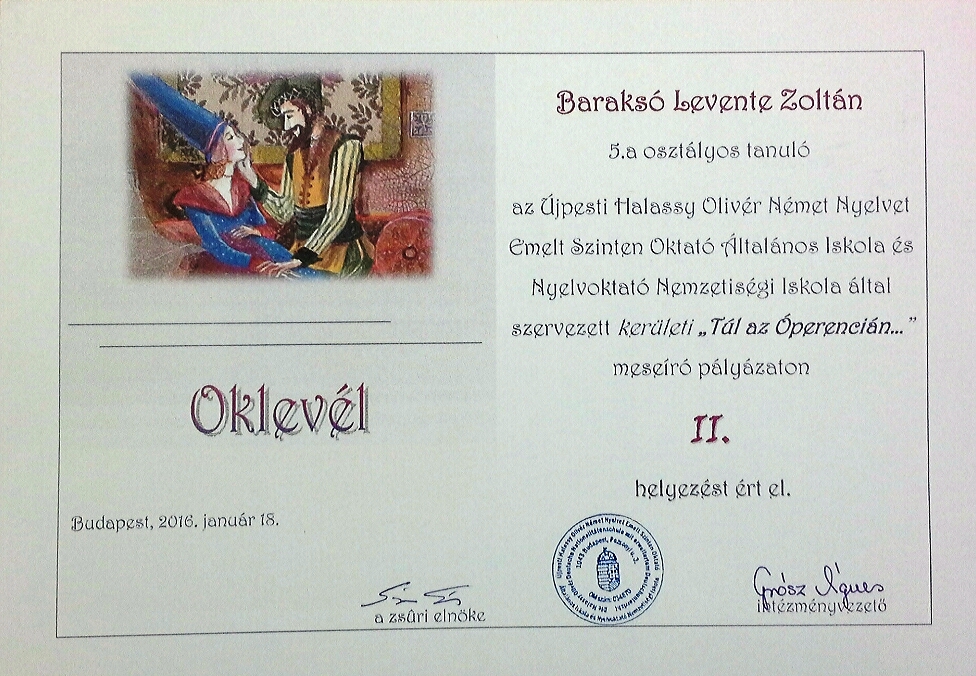 Oklevél
Budapest, 2016. január 18.
a zsűri elnöke
Baraksó Levente Zoltán
5.a osztályos tanuló
az Újpesti Halassy Olivér Német Nyelvet
Emelt Szinten Oktató Általános Iskola és
Nyelvoktató Nemzetiségi Iskola által
szervezett kerületi „Túl az Óperencián..."
meseíró pályázaton
II.
helyezést ért el.
Grósz Ágnes
intézményvezető